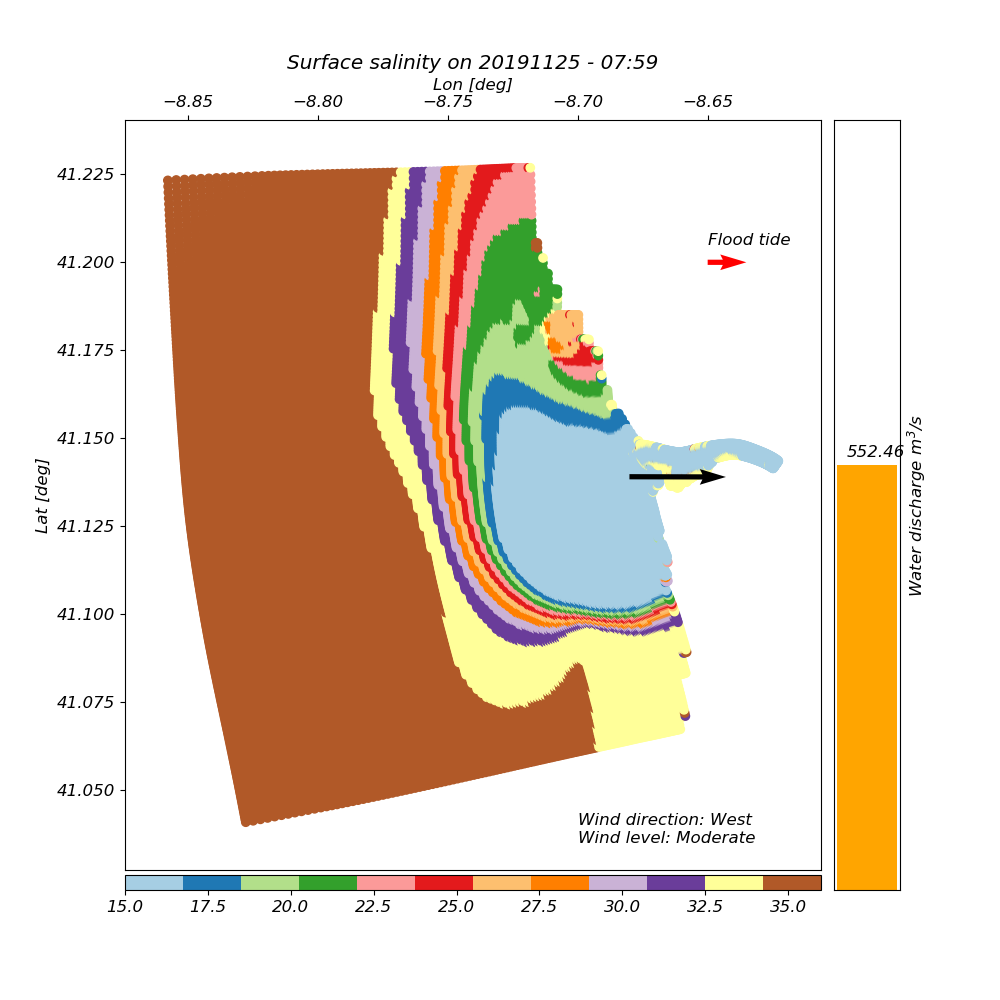 Surface salinity on 20191125 - 07:59
Lon [deg]
−8.85 −8.80 −8.75 −8.70 −8.65
41.225
41.200
41.175
41.150
41.125
41.100
41.075
41.050
Lat [deg]
Flood tide
552.46
Water discharge m³/s
Wind direction: West
Wind level: Moderate
15.0 17.5 20.0 22.5 25.0 27.5 30.0 32.5 35.0